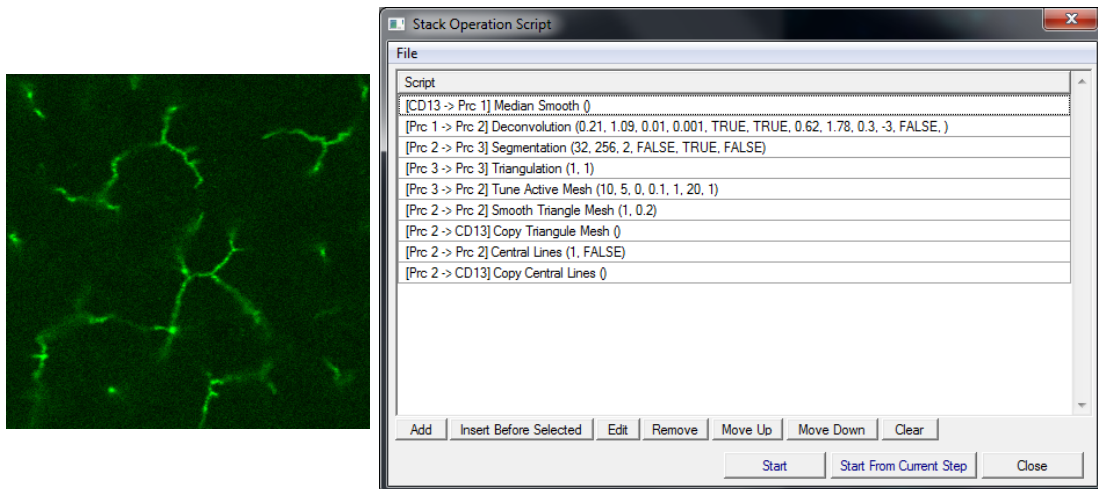 Stack Operation Script
File
Script
[CD13 -> Prc 1] Median Smooth ()
[Prc 1 -> Prc 2] Deconvolution (0.21, 1.09, 0.01, 0.001, TRUE, TRUE, 0.62, 1.78, 0.3, -3, FALSE, )
[Prc 2 -> Prc 3] Segmentation (32, 256, 2, FALSE, TRUE, FALSE)
[Prc 3 -> Prc 3] Triangulation (1, 1)
[Prc 3 -> Prc 2] Tune Active Mesh (10, 5, 0, 0.1, 1, 20, 1)
[Prc 2 -> Prc 2] Smooth Triangle Mesh (1, 0.2)
[Prc 2 -> CD13] Copy Triangule Mesh ()
[Prc 2 -> Prc 2] Central Lines (1, FALSE)
[Prc 2 -> CD13] Copy Central Lines ()
Add Insert Before Selected Edit Remove Move Up Move Down Clear
Start Start From Current Step Close